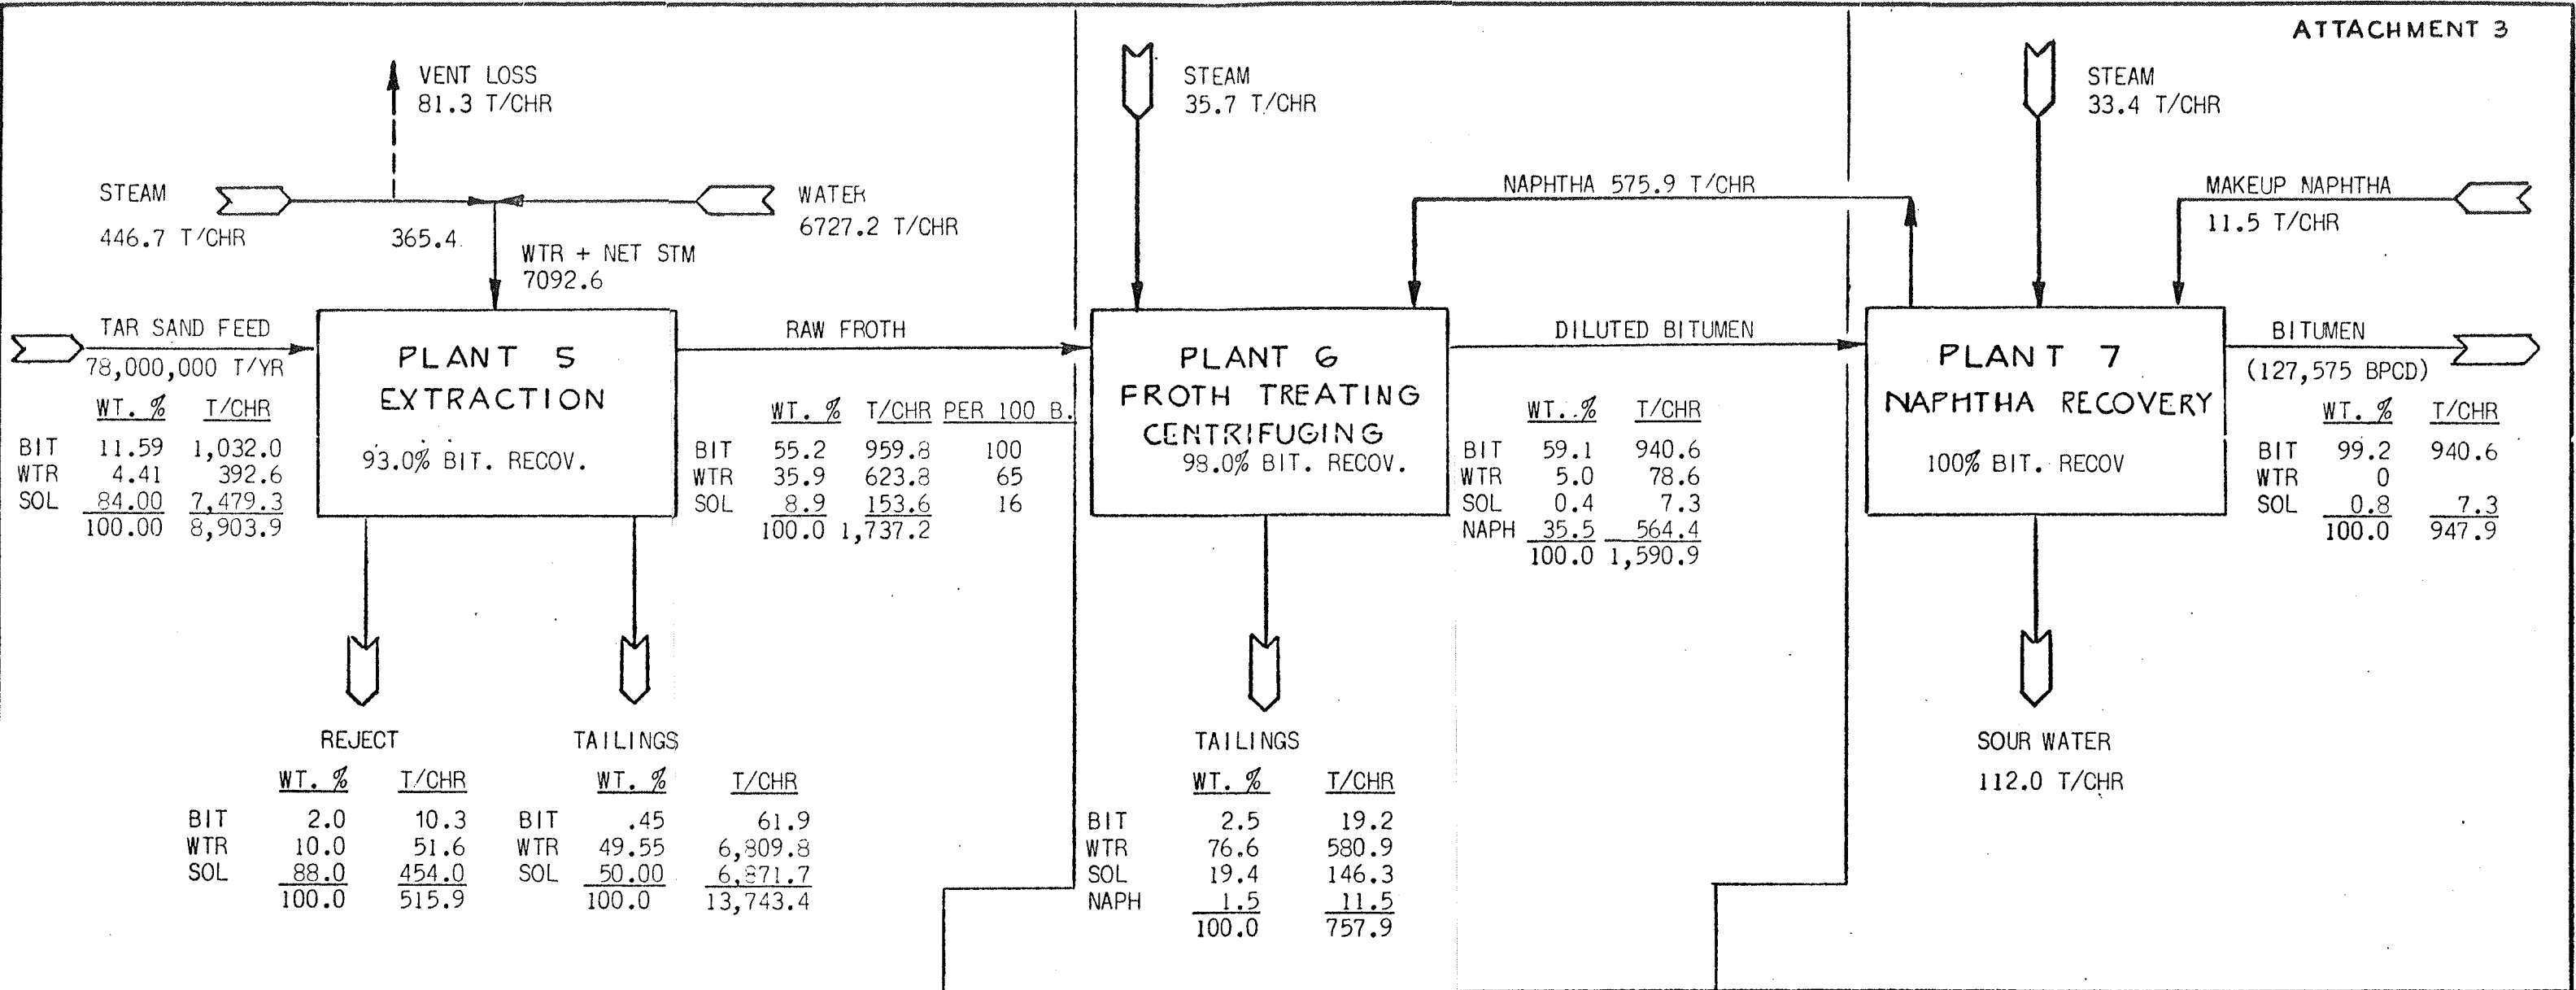 ATTACHMENT 3
VENT LOSS
81.3 T/CHR
STEAM
446.7 T/CHR
365.4
WATER
6727.2 T/CHR
WTR + NET STM
7092.6
TAR SAND FEED
78,000,000 T/YR
WT. % T/CHR
BIT 11.59 1,032.0
WTR 4.41 392.6
SOL 84.00 7,479.3
100.00 8,903.9
PLANT 5
EXTRACTION
93.0% BIT. RECOV.
RAW FROTH
WT. % T/CHR PER 100 B.
BIT 55.2 959.8 100
WTR 35.9 623.8 65
SOL 8.9 153.6 16
100.0 1,737.2
REJECT
WT. % T/CHR
BIT 2.0 10.3
WTR 10.0 51.6
SOL 88.0 454.0
100.0 515.9
TAILINGS
WT. % T/CHR
BIT .45 61.9
WTR 49.55 6,809.8
SOL 50.00 6,871.7
100.0 13,743.4
STEAM
35.7 T/CHR
NAPHTHA 575.9 T/CHR
PLANT 6
FROTH TREATING
CENTRIFUGING
98.0% BIT. RECOV.
DILUTED BITUMEN
WT. % T/CHR
BIT 59.1 940.6
WTR 5.0 78.6
SOL 0.4 7.3
NAPH 35.5 564.4
100.0 1,590.9
TAILINGS
WT. % T/CHR
BIT 2.5 19.2
WTR 76.6 580.9
SOL 19.4 146.3
NAPH 1.5 11.5
100.0 757.9
STEAM
33.4 T/CHR
MAKEUP NAPHTHA
11.5 T/CHR
PLANT 7
NAPHTHA RECOVERY
100% BIT. RECOV
BITUMEN
(127,575 BPCD)
WT. % T/CHR
BIT 99.2 940.6
WTR 0
SOL 0.8 7.3
100.0 947.9
SOUR WATER
112.0 T/CHR